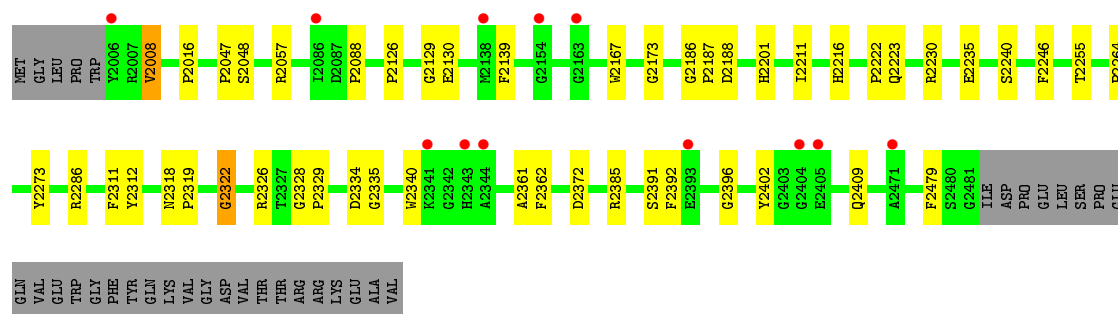 MET GLY LEU PRO TRP Y2006 R2007 V2008 P2016 P2047 S2048 R2057 I2086 D2087 P2088 P2126 G2129 E2130 M2138 F2139 G2154 G2163 W2167 G2173 G2186 P2187 D2188 H2201 I2211 H2216 P2222 Q2223 R2230 E2235 S2240 F2246 T2255 P2264
Y2273 R2286 F2311 Y2312 N2318 P2319 G2322 R2326 T2327 G2328 P2329 D2334 G2335 W2340 K2341 G2342 H2343 A2344 A2361 F2362 D2372 R2385 S2391 F2392 E2393 G2396 Y2402 G2403 G2404 E2405 Q2409 A2471 F2479 S2480 G2481 ILE ASP PRO GLU LEU SER PRO GLU
GLN VAL GLU TRP GLY PHE TYR GLN LYS VAL GLY ASP VAL THR THR ARG ARG LYS GLU ALA VAL